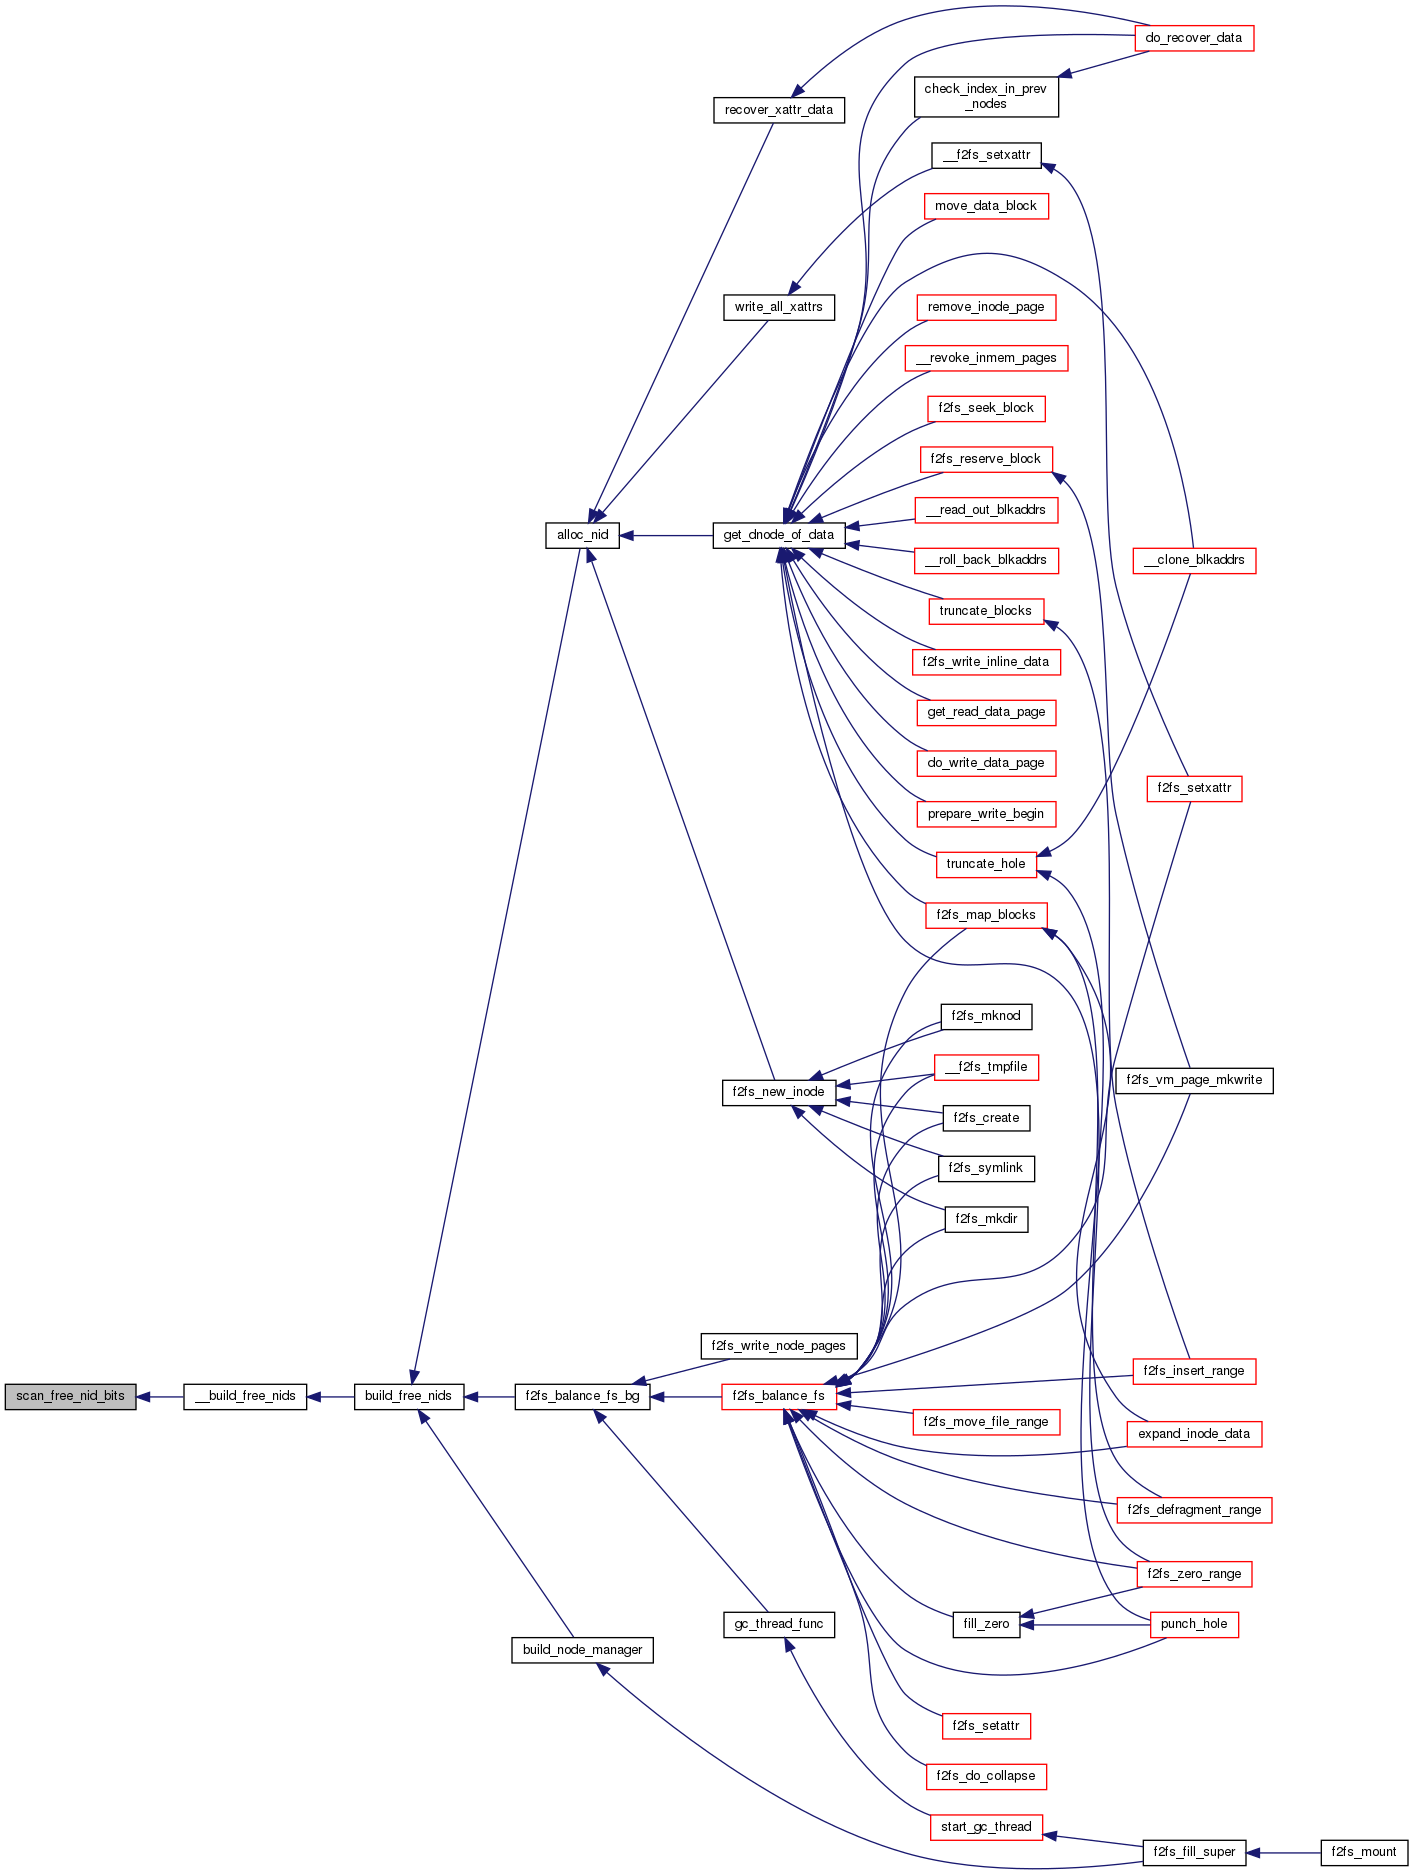 do_recover_data
check_index_in_prev
_nodes
recover_xattr_data
__f2fs_setxattr
move_data_block
write_all_xattrs
remove_inode_page
__revoke_inmem_pages
f2fs_seek_block
f2fs_reserve_block
__read_out_blkaddrs
alloc_nid
get_dnode_of_data
__roll_back_blkaddrs
__clone_blkaddrs
truncate_blocks
f2fs_write_inline_data
get_read_data_page
do_write_data_page
f2fs_setxattr
prepare_write_begin
truncate_hole
f2fs_map_blocks
f2fs_mknod
__f2fs_tmpfile
f2fs_vm_page_mkwrite
f2fs_new_inode
f2fs_create
f2fs_symlink
f2fs_mkdir
f2fs_write_node_pages
f2fs_insert_range
scan_free_nid_bits
__build_free_nids
build_free_nids
f2fs_balance_fs_bg
f2fs_balance_fs
f2fs_move_file_range
expand_inode_data
f2fs_defragment_range
f2fs_zero_range
gc_thread_func
fill_zero
punch_hole
build_node_manager
f2fs_setattr
f2fs_do_collapse
start_gc_thread
f2fs_fill_super
f2fs_mount